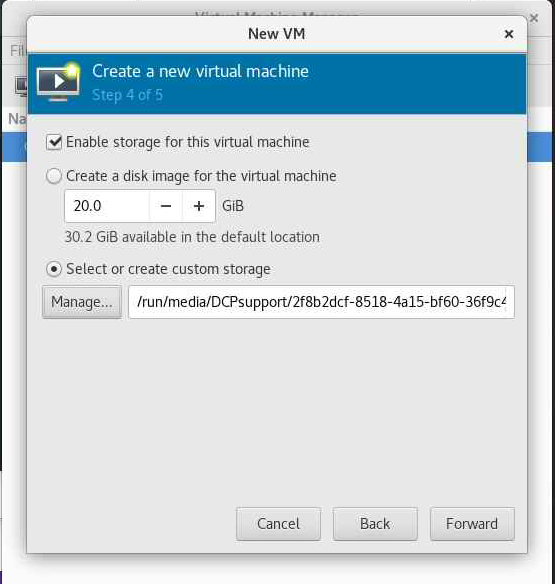 Virtual Machine Manager
New VM
Fil
Create a new virtual machine
Step 4 of 5
Na
Enable storage for this virtual machine
Create a disk image for the virtual machine
20.0 − + GiB
30.2 GiB available in the default location
Select or create custom storage
Manage... /run/media/DCPsupport/2f8b2dcf-8518-4a15-bf60-36f9c4
Cancel Back Forward